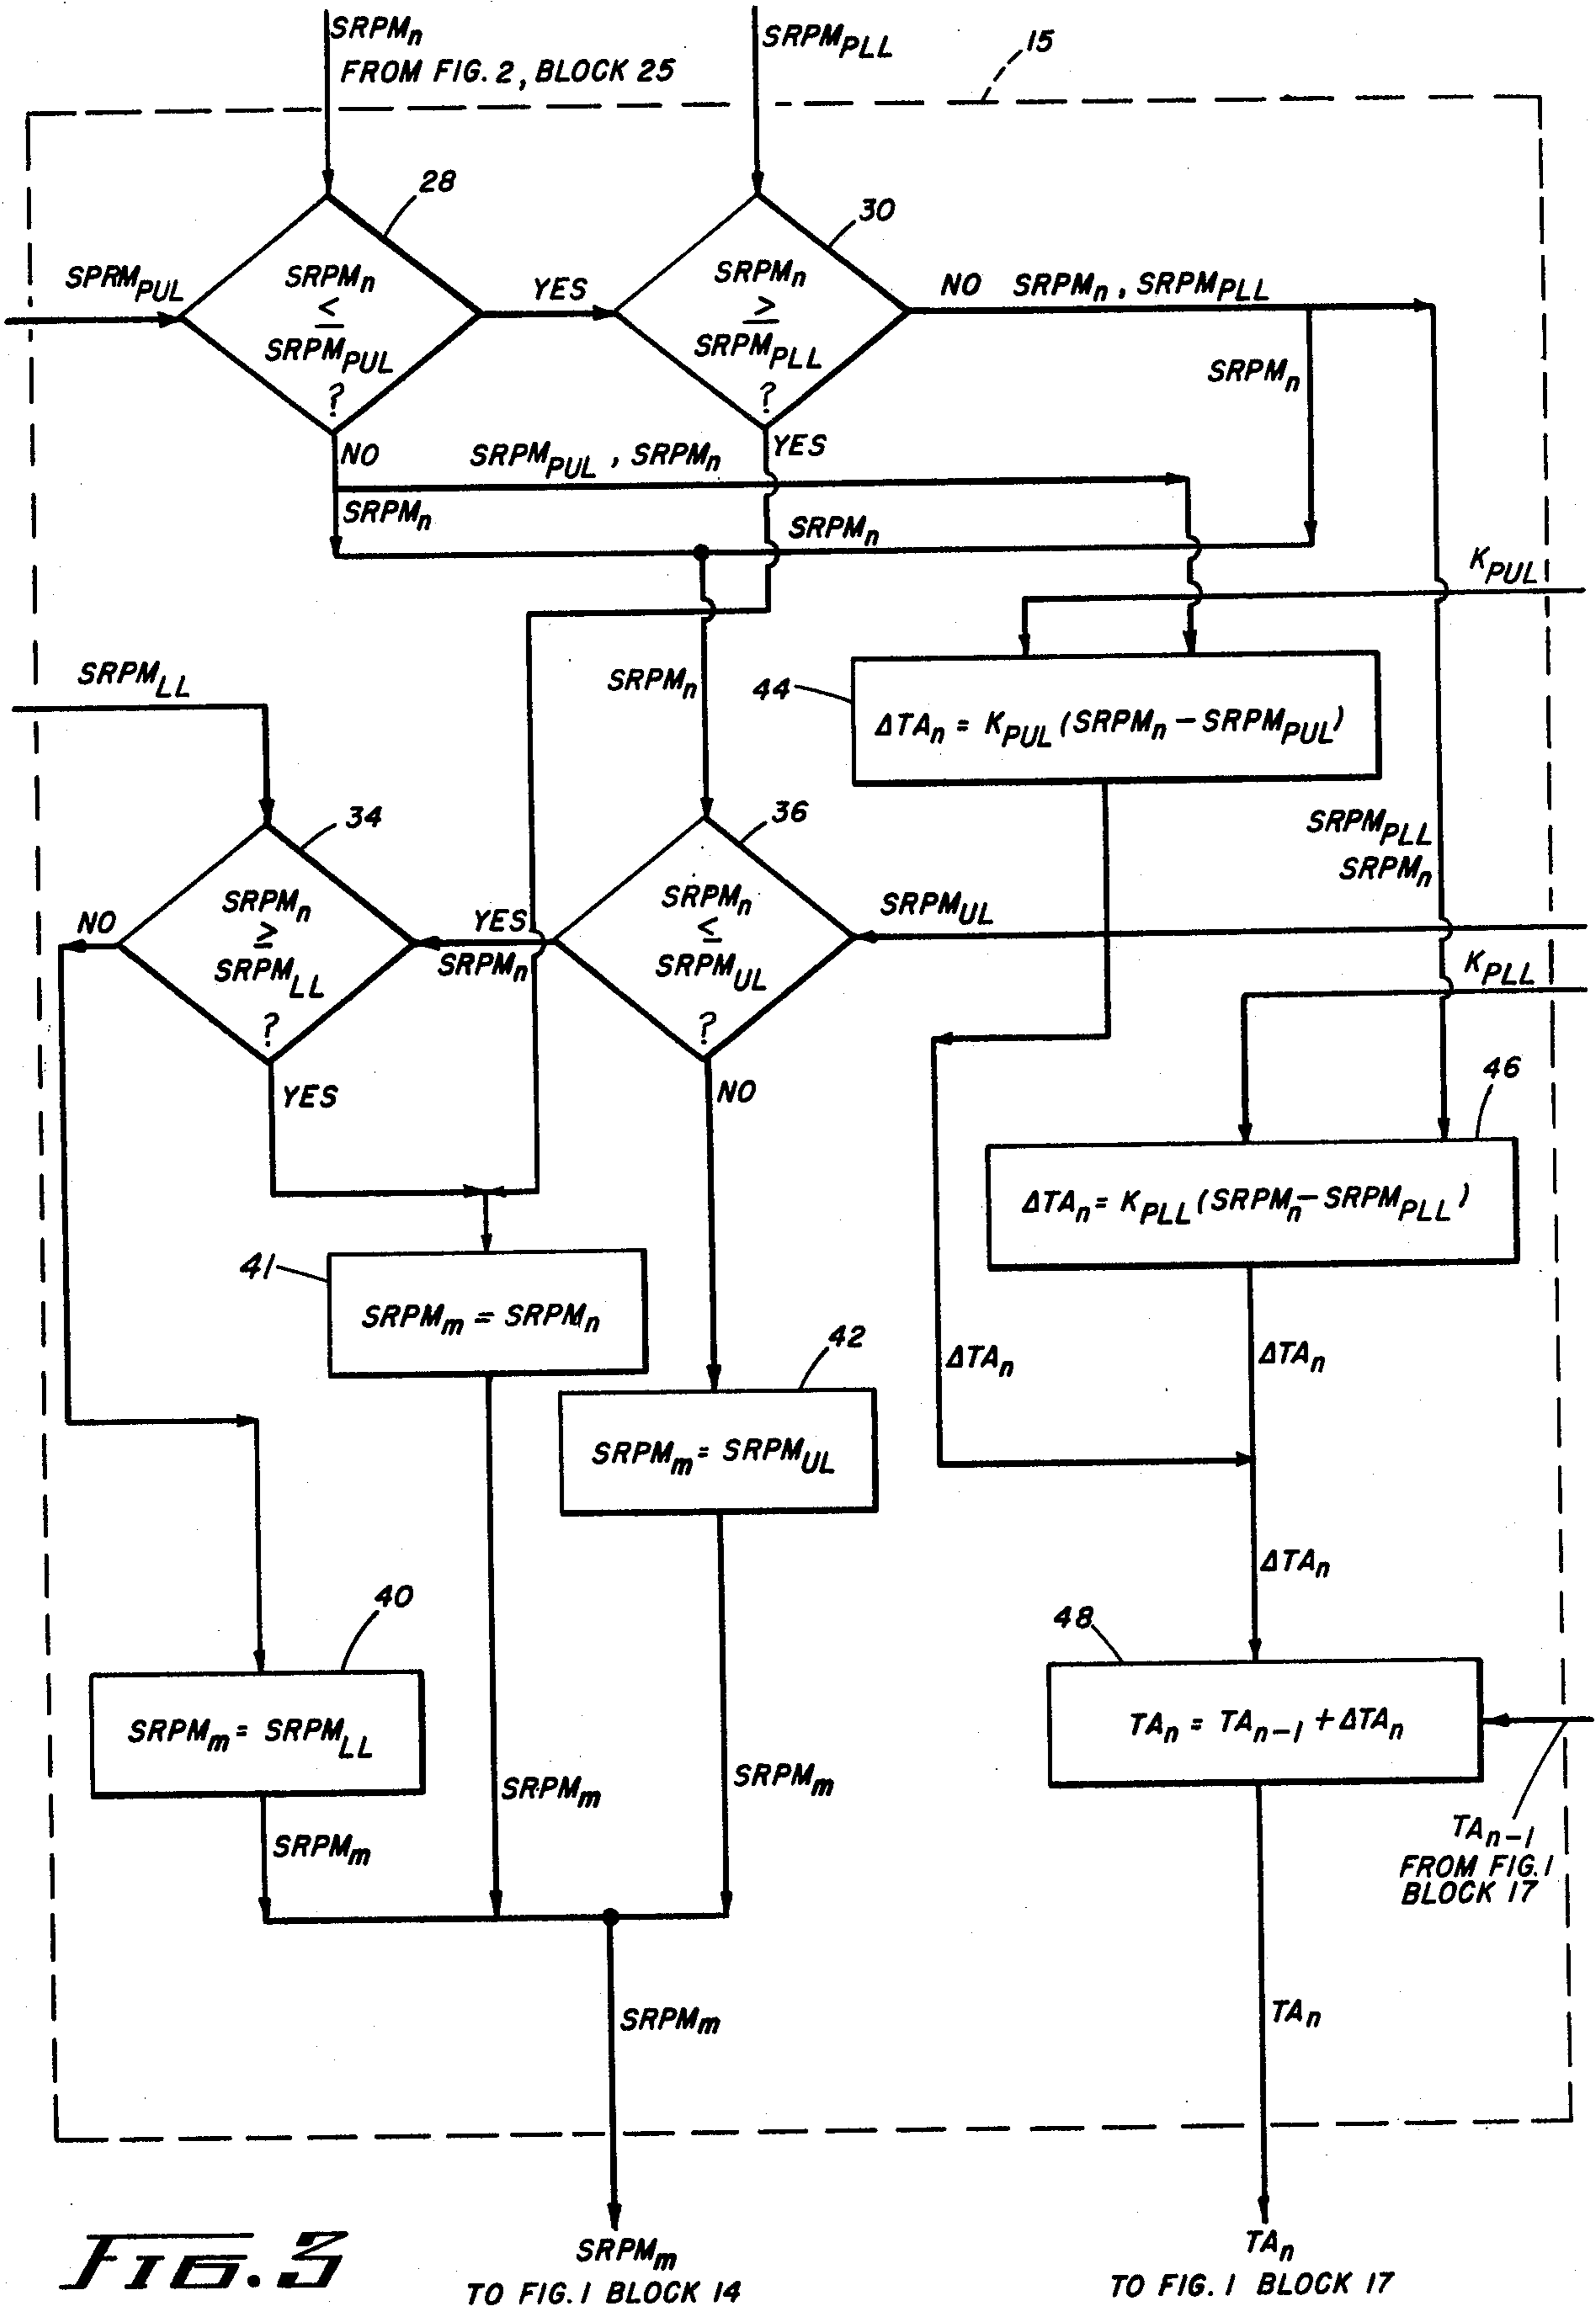 SRPMn
FROM FIG. 2, BLOCK 25
SRPMPLL
15
28
30
SPRMPUL
SRPMn
≤
SRPMPUL
?
YES
SRPMn
≥
SRPMPLL
?
NO SRPMn, SRPMPLL
SRPMn
NO
SRPMPUL, SRPMn
YES
SRPMn
SRPMn
KPUL
SRPMLL
SRPMn
44
ΔTAn = KPUL (SRPMn – SRPMPUL)
34
36
SRPMPLL
SRPMn
NO
SRPMn
≥
SRPMLL
?
YES
SRPMn
SRPMn
≤
SRPMUL
?
SRPMUL
KPLL
YES
NO
46
ΔTAn = KPLL (SRPMn – SRPMPLL)
41
SRPMm = SRPMn
42
SRPMm = SRPMUL
ΔTAn
ΔTAn
ΔTAn
40
SRPMm = SRPMLL
48
TAn = TAn–1 + ΔTAn
SRPMm
SRPMm
SRPMm
TAn–1
FROM FIG. 1
BLOCK 17
SRPMm
TAn
FIG. 3
SRPMm
TO FIG. 1 BLOCK 14
TAn
TO FIG. 1 BLOCK 17